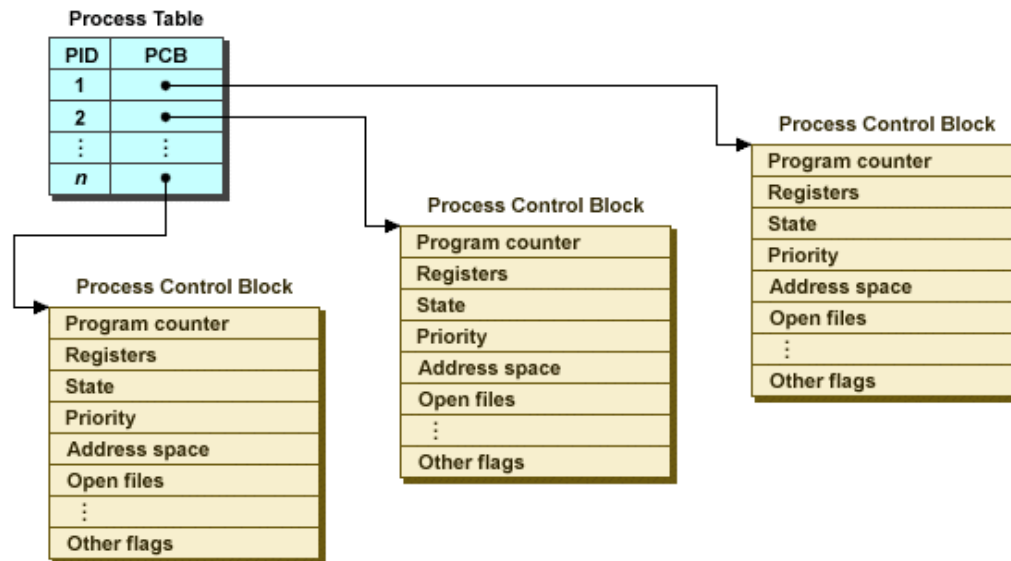 Process Table
PID PCB
1
2
⋮ ⋮
n
Process Control Block
Program counter
Registers
State
Priority
Address space
Open files
⋮
Other flags
Process Control Block
Program counter
Registers
State
Priority
Address space
Open files
⋮
Other flags
Process Control Block
Program counter
Registers
State
Priority
Address space
Open files
⋮
Other flags